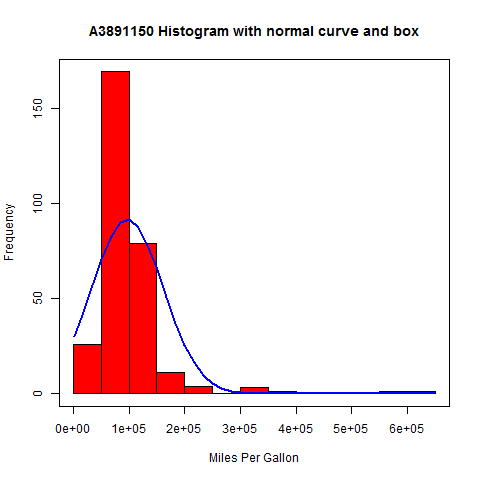 A3891150 Histogram with normal curve and box
Frequency
150
100
50
0
0e+00 1e+05 2e+05 3e+05 4e+05 5e+05 6e+05
Miles Per Gallon